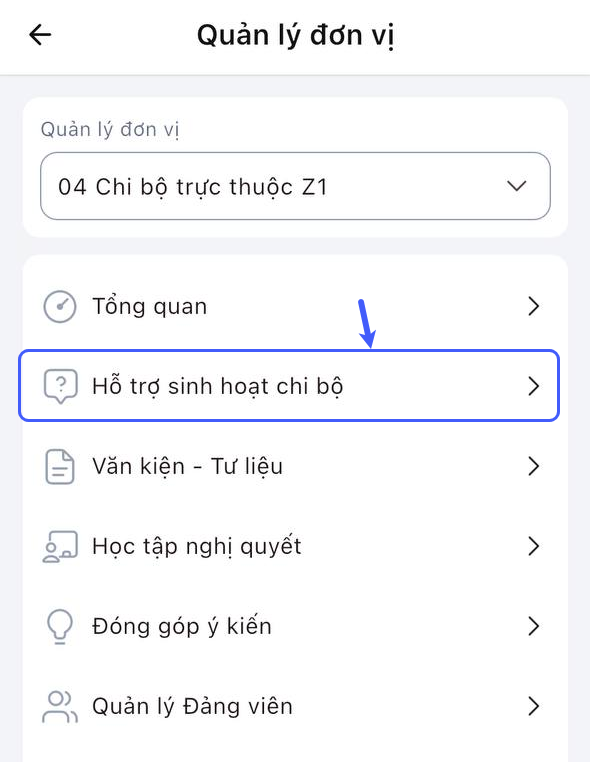 Quản lý đơn vị
Quản lý đơn vị
04 Chi bộ trực thuộc Z1
Tổng quan
Hỗ trợ sinh hoạt chi bộ
Văn kiện - Tư liệu
Học tập nghị quyết
Đóng góp ý kiến
Quản lý Đảng viên